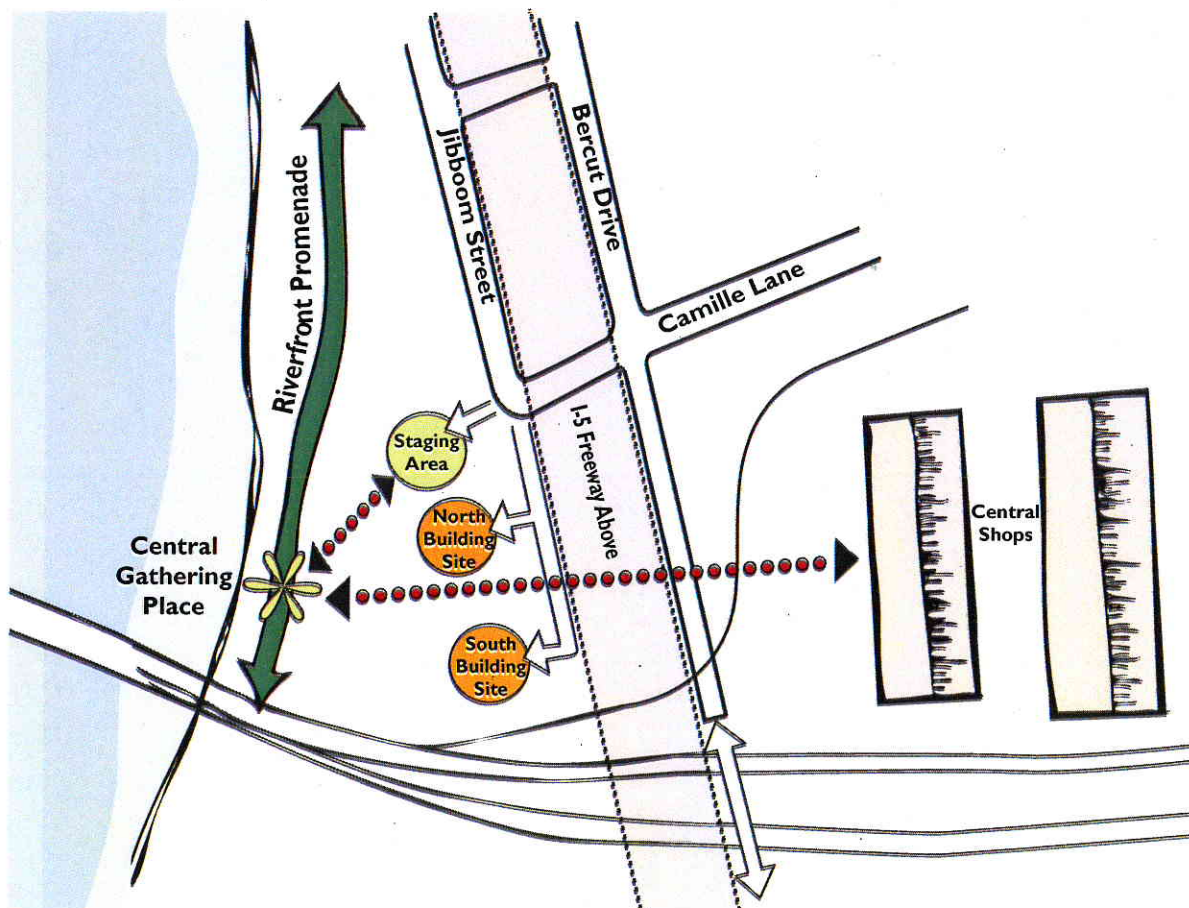 Bercut Drive
Jibboom Street
Riverfront Promenade
Camille Lane
I-5 Freeway Above
Staging
Area
North
Building
Site
Central
Shops
Central
Gathering
Place
South
Building
Site